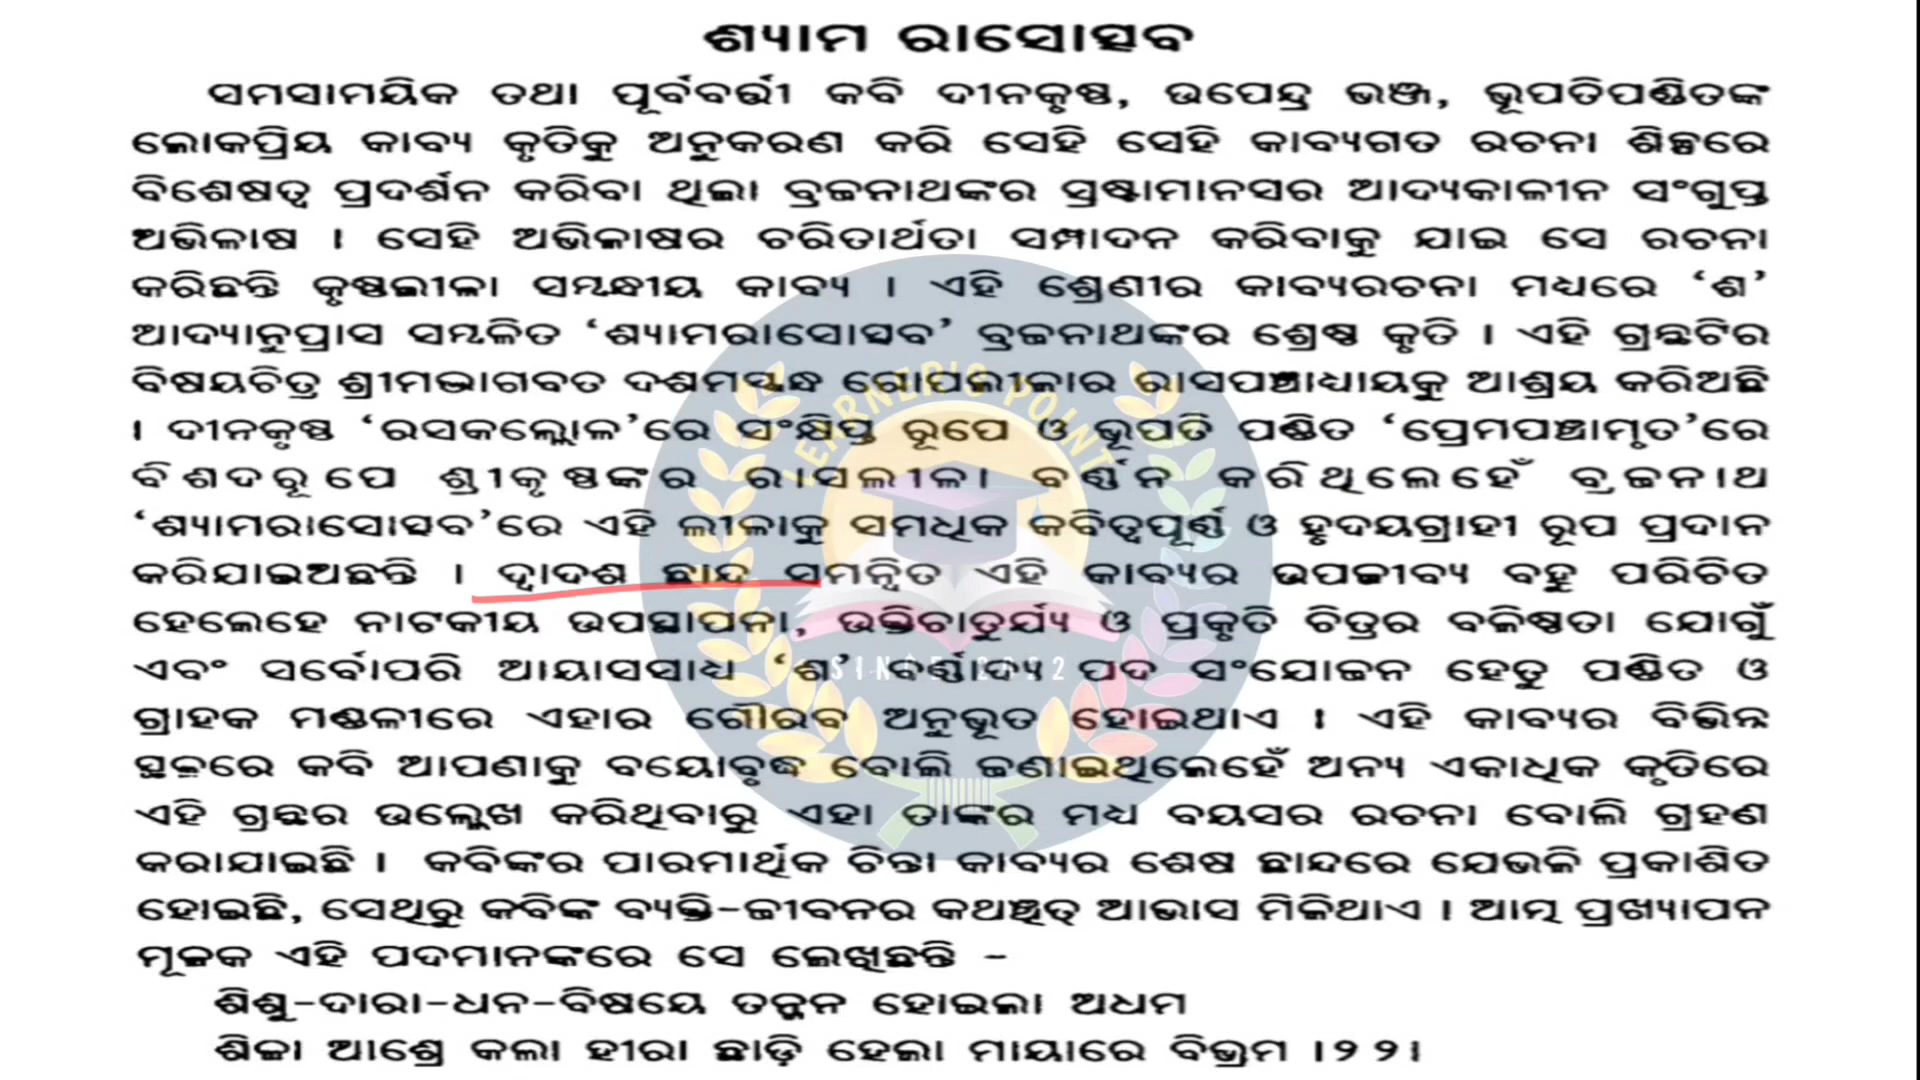 ଶ୍ୟାମ ରାସୋତ୍ସବ
ସମସାମୟିକ ତଥା ପୂର୍ବବର୍ତ୍ତୀ କବି ଦୀନକୃଷ୍ଣ, ଉପେନ୍ଦ୍ର ଭଞ୍ଜ, ଭୂପତିପଣ୍ଡିତଙ୍କ
ଲୋକପ୍ରିୟ କାବ୍ୟ କୃତିକୁ ଅନୁକରଣ କରି ସେହି ସେହି କାବ୍ୟଗତ ରଚନା ଶିଳ୍ପରେ
ବିଶେଷତ୍ୱ ପ୍ରଦର୍ଶନ କରିବା ଥିଲା ବ୍ରଜନାଥଙ୍କର ସ୍ରଷ୍ଟାମାନସର ଆଦ୍ୟକାଳୀନ ସଂଗୁପ୍ତ
ଅଭିଳାଷ । ସେହି ଅଭିଳାଷର ଚରିତାର୍ଥତା ସମ୍ପାଦନ କରିବାକୁ ଯାଇ ସେ ରଚନା
କରିଛନ୍ତି କୃଷ୍ଣଲୀଳା ସମ୍ବନ୍ଧୀୟ କାବ୍ୟ । ଏହି ଶ୍ରେଣୀର କାବ୍ୟରଚନା ମଧ୍ୟରେ ‘ଶ’
ଆଦ୍ୟାନୁପ୍ରାସ ସମ୍ବଳିତ ‘ଶ୍ୟାମରାସୋତ୍ସବ’ ବ୍ରଜନାଥଙ୍କର ଶ୍ରେଷ୍ଠ କୃତି । ଏହି ଗ୍ରନ୍ଥଟିର
ବିଷୟଚିତ୍ର ଶ୍ରୀମଦ୍ଭାଗବତ ଦଶମସ୍କନ୍ଧ ଗୋପଲୀଳାର ରାସପଞ୍ଚାଧ୍ୟାୟକୁ ଆଶ୍ରୟ କରିଅଛି
। ଦୀନକୃଷ୍ଣ ‘ରସକଲ୍ଲୋଳ’ରେ ସଂକ୍ଷିପ୍ତ ରୂପେ ଓ ଭୂପତି ପଣ୍ଡିତ ‘ପ୍ରେମପଞ୍ଚାମୃତ’ରେ
ବିଶଦରୂପେ ଶ୍ରୀକୃଷ୍ଣଙ୍କର ରାସଲୀଳା ବର୍ଣ୍ଣନ କରିଥିଲେହେଁ ବ୍ରଜନାଥ
‘ଶ୍ୟାମରାସୋତ୍ସବ’ରେ ଏହି ଲୀଳାକୁ ସମଧିକ କବିତ୍ୱପୂର୍ଣ୍ଣ ଓ ହୃଦୟଗ୍ରାହୀ ରୂପ ପ୍ରଦାନ
କରିଯାଇଅଛନ୍ତି । ଦ୍ୱାଦଶ ଛାନ୍ଦ ସମନ୍ୱିତ ଏହି କାବ୍ୟର ଉପଜୀବ୍ୟ ବହୁ ପରିଚିତ
ହେଲେହେ ନାଟକୀୟ ଉପସ୍ଥାପନା, ଉକ୍ତିଚାତୁର୍ଯ୍ୟ ଓ ପ୍ରକୃତି ଚିତ୍ରର ବଳିଷ୍ଠତା ଯୋଗୁଁ
ଏବଂ ସର୍ବୋପରି ଆୟାସସାଧ୍ୟ ‘ଶ’ ବର୍ଣ୍ଣାଦ୍ୟ ପଦ ସଂଯୋଜନ ହେତୁ ପଣ୍ଡିତ ଓ
ଗ୍ରାହକ ମଣ୍ଡଳୀରେ ଏହାର ଗୌରବ ଅନୁଭୂତ ହୋଇଥାଏ । ଏହି କାବ୍ୟର ବିଭିନ୍ନ
ସ୍ଥଳରେ କବି ଆପଣାକୁ ବୟୋବୃଦ୍ଧ ବୋଲି ଜଣାଇଥିଲେହେଁ ଅନ୍ୟ ଏକାଧିକ କୃତିରେ
ଏହି ଗ୍ରନ୍ଥର ଉଲ୍ଲେଖ କରିଥିବାରୁ ଏହା ତାଙ୍କର ମଧ୍ୟ ବୟସର ରଚନା ବୋଲି ଗ୍ରହଣ
କରାଯାଇଛି । କବିଙ୍କର ପାରମାର୍ଥିକ ଚିନ୍ତା କାବ୍ୟର ଶେଷ ଛାନ୍ଦରେ ଯେଭଳି ପ୍ରକାଶିତ
ହୋଇଛି, ସେଥିରୁ କବିଙ୍କ ବ୍ୟକ୍ତି-ଜୀବନର କଥଞ୍ଚିତ୍ ଆଭାସ ମିଳିଥାଏ । ଆତ୍ମ ପ୍ରଖ୍ୟାପନ
ମୂଳକ ଏହି ପଦମାନଙ୍କରେ ସେ ଲେଖିଛନ୍ତି -
ଶିଶୁ-ଦାରା-ଧନ-ବିଷୟେ ତନ୍ମନ ହୋଇଲା ଅଧମ
ଶିଳା ଆଶ୍ରେ କଲା ହୀରା ଛାଡ଼ି ହେଲା ମାୟାରେ ବିଭ୍ରମ ।୨୨।
LEARNER'S POINT
SINCE 2022